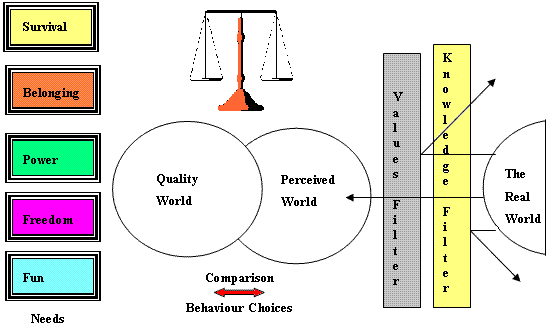 Survival
Belonging
Power
Freedom
Fun
Needs
Quality
World
Perceived
World
Comparison
Behaviour Choices
Values Filter
Knowledge Filter
The
Real
World